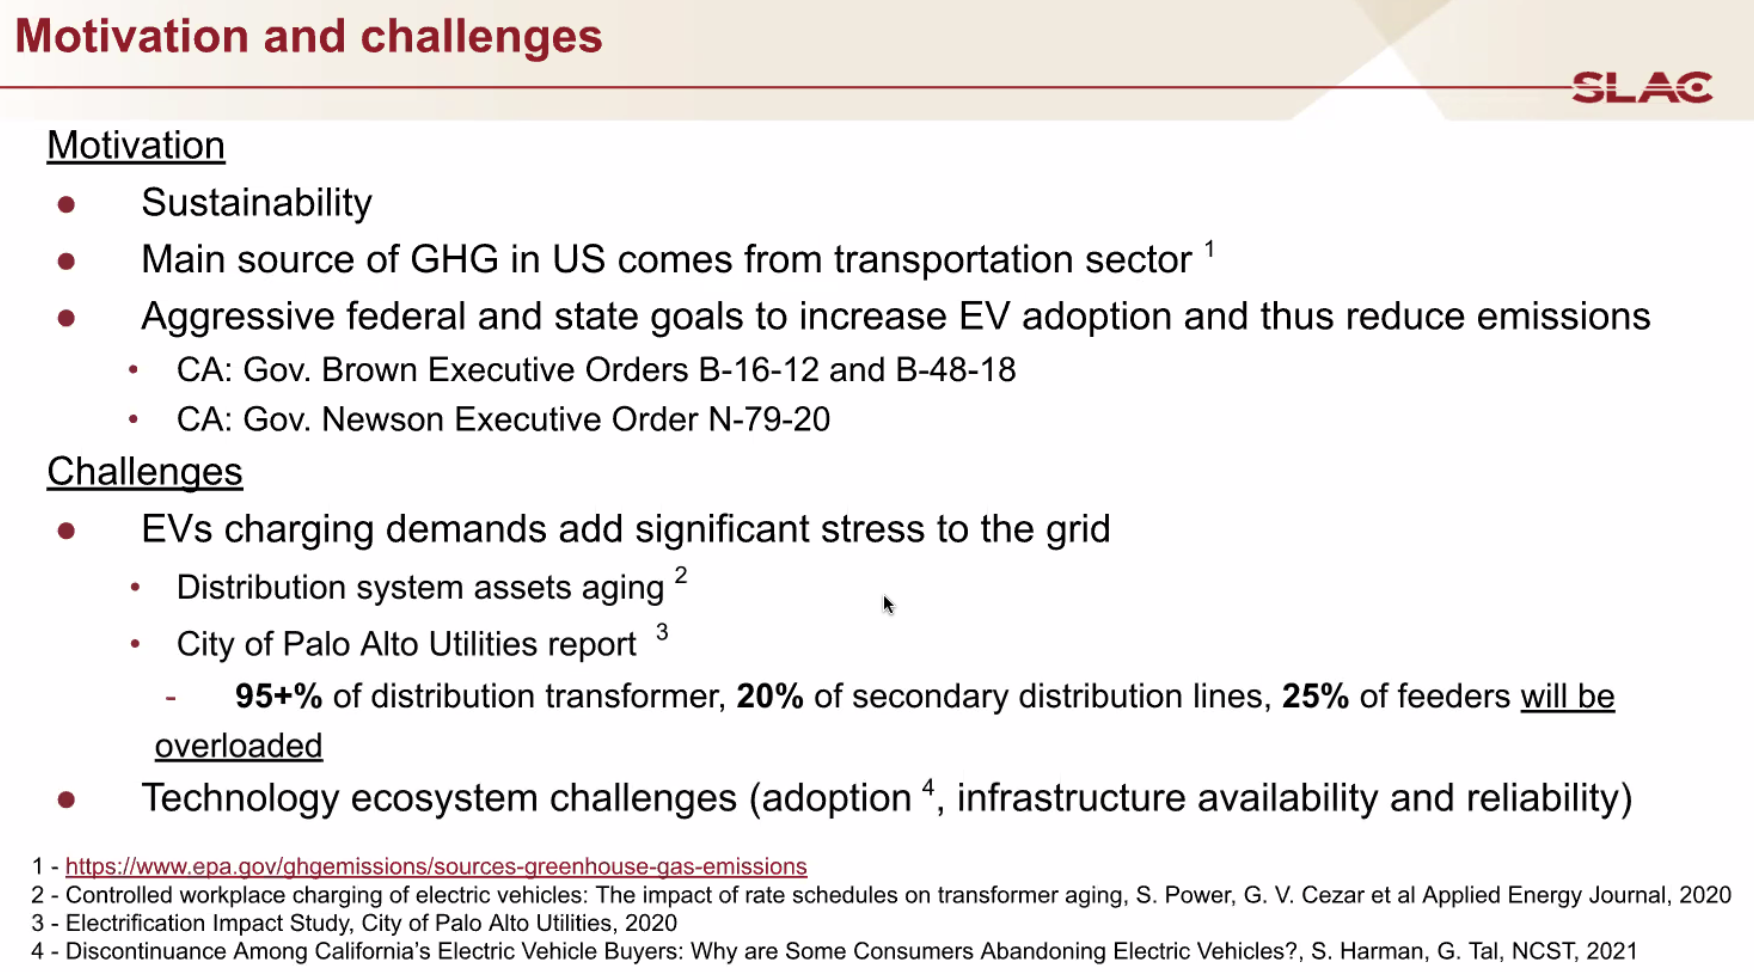 Motivation and challenges
SLAC
Motivation
● Sustainability
● Main source of GHG in US comes from transportation sector 1
● Aggressive federal and state goals to increase EV adoption and thus reduce emissions
• CA: Gov. Brown Executive Orders B-16-12 and B-48-18
• CA: Gov. Newson Executive Order N-79-20
Challenges
● EVs charging demands add significant stress to the grid
• Distribution system assets aging 2
• City of Palo Alto Utilities report 3
- 95+% of distribution transformer, 20% of secondary distribution lines, 25% of feeders will be
overloaded
● Technology ecosystem challenges (adoption 4, infrastructure availability and reliability)
1 - https://www.epa.gov/ghgemissions/sources-greenhouse-gas-emissions
2 - Controlled workplace charging of electric vehicles: The impact of rate schedules on transformer aging, S. Power, G. V. Cezar et al Applied Energy Journal, 2020
3 - Electrification Impact Study, City of Palo Alto Utilities, 2020
4 - Discontinuance Among California's Electric Vehicle Buyers: Why are Some Consumers Abandoning Electric Vehicles?, S. Harman, G. Tal, NCST, 2021